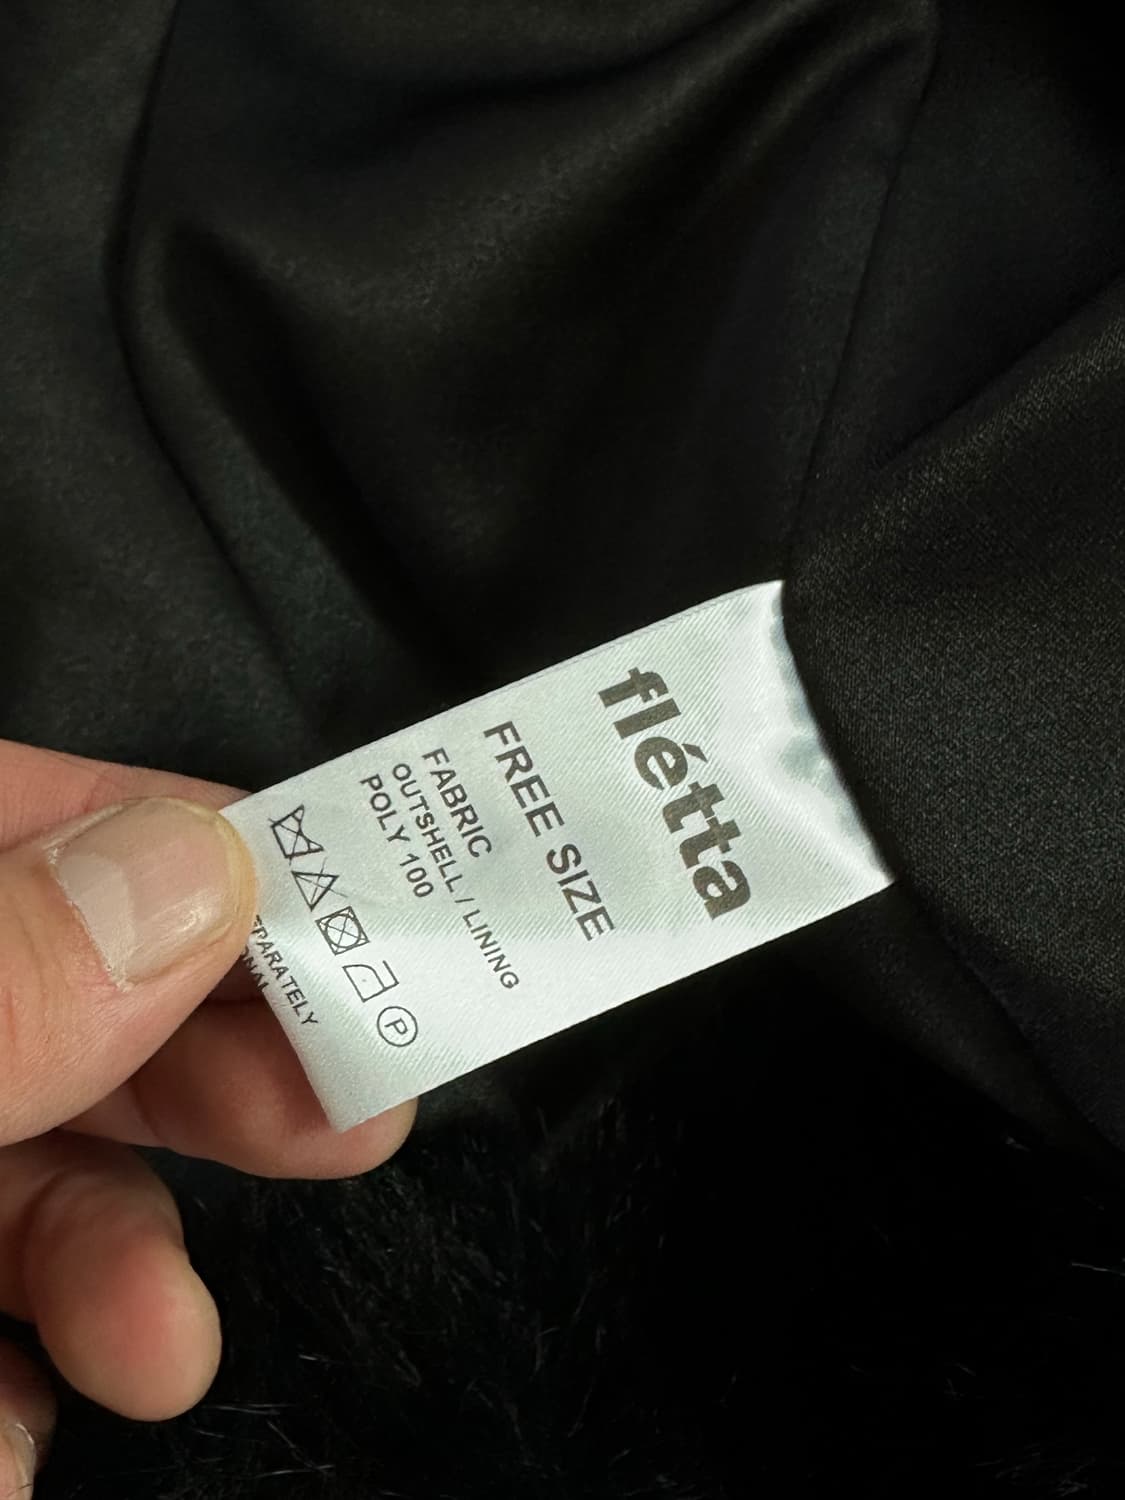 flétta
FREE SIZE
FABRIC
OUTSHELL / LINING
POLY 100
P